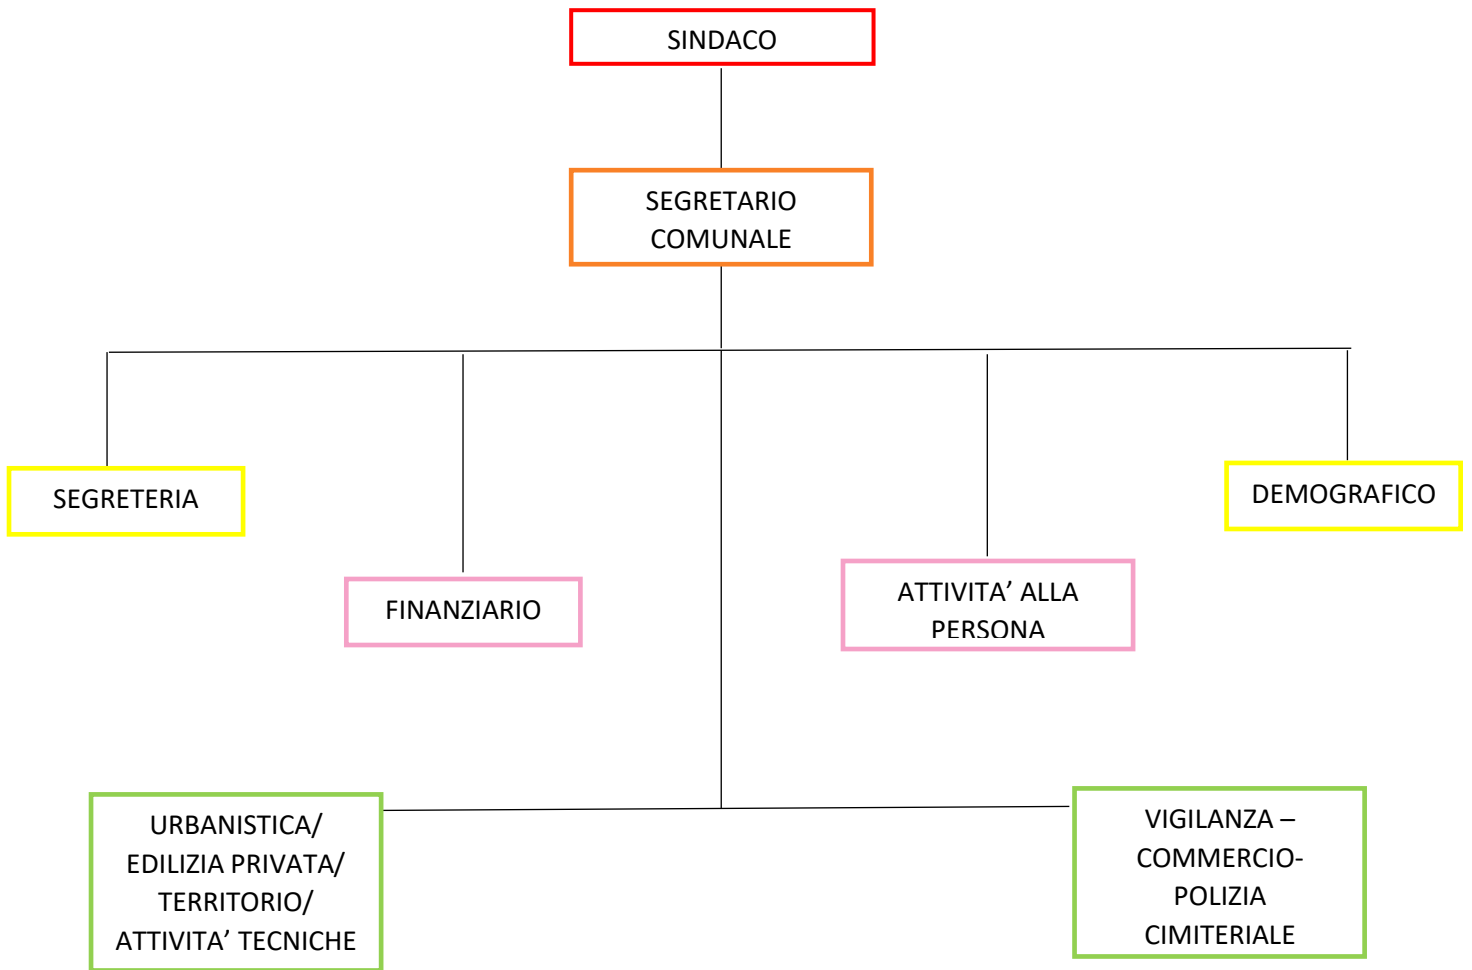 SINDACO
SEGRETARIO
COMUNALE
SEGRETERIA
DEMOGRAFICO
FINANZIARIO
ATTIVITA’ ALLA
PERSONA
URBANISTICA/
EDILIZIA PRIVATA/
TERRITORIO/
ATTIVITA’ TECNICHE
VIGILANZA –
COMMERCIO-
POLIZIA
CIMITERIALE